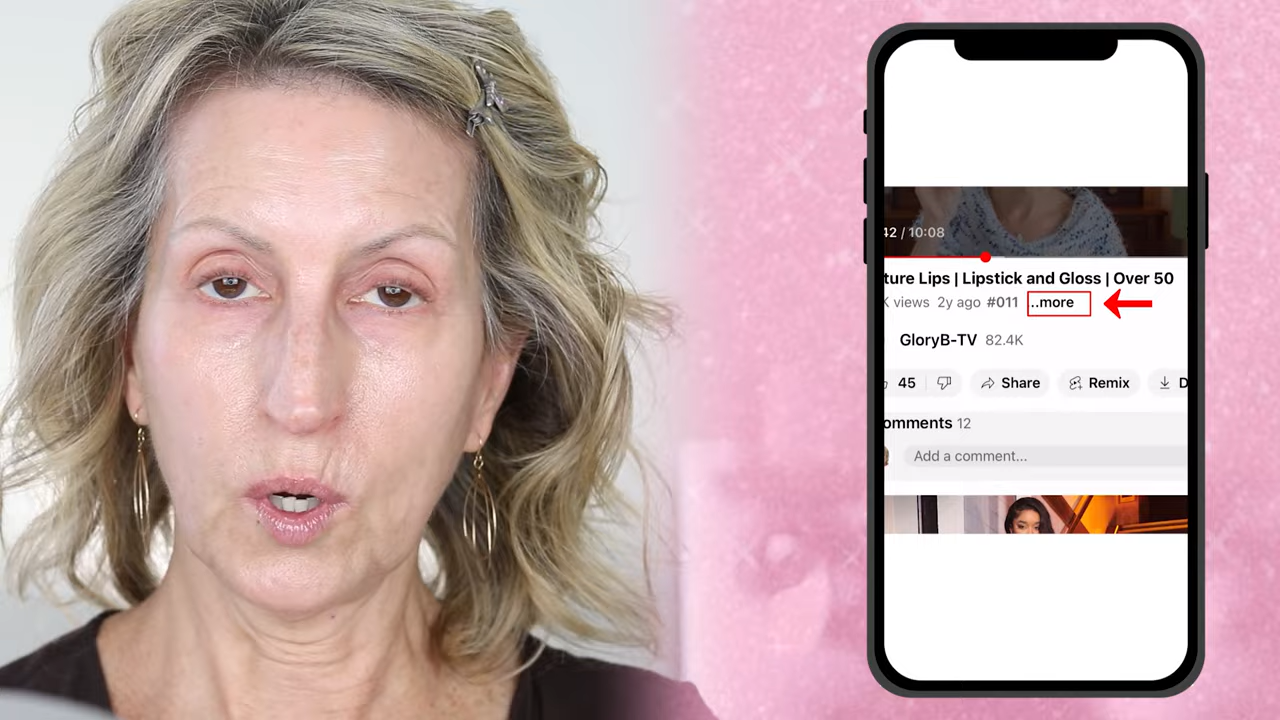 42 / 10:08
ture Lips | Lipstick and Gloss | Over 50
K views 2y ago #011 ..more
GloryB-TV 82.4K
45 Share Remix D
omments 12
Add a comment...